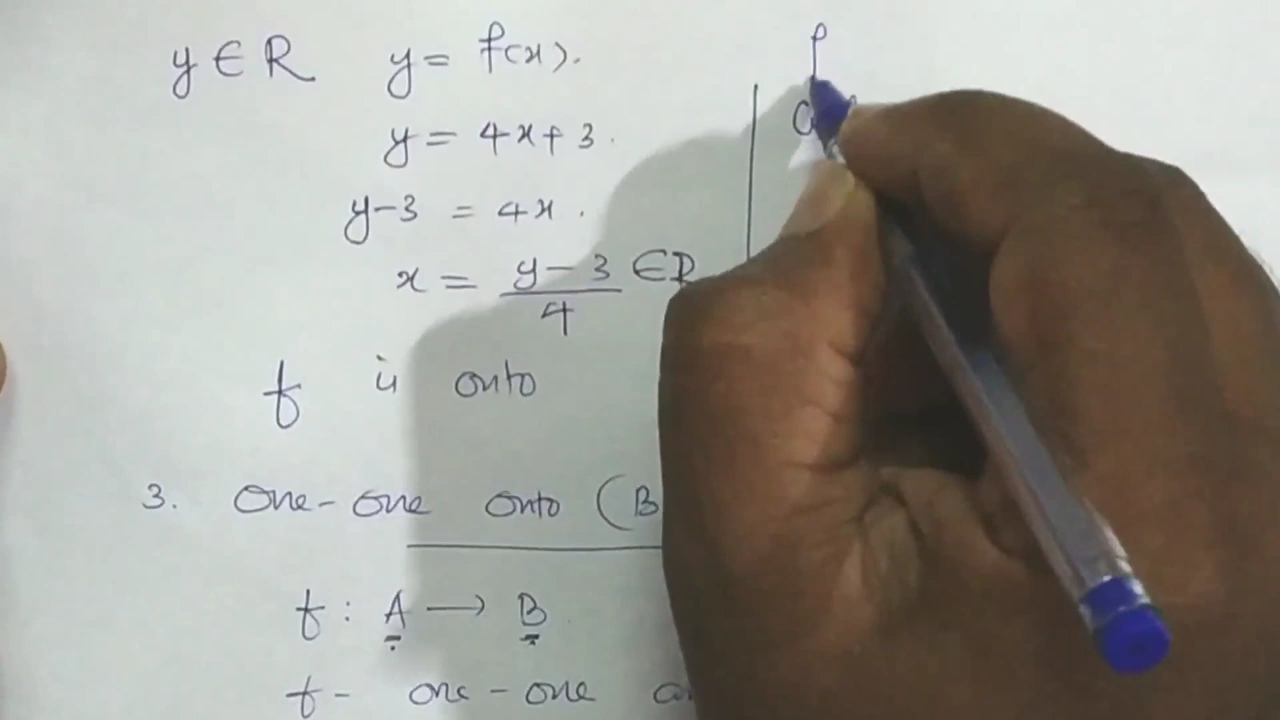 y ∈ R y = f(x).
y = 4x + 3.
y - 3 = 4x.
x = y - 3 / 4 ∈ R
f is onto
3. one-one onto (B
f : A → B
f - one-one